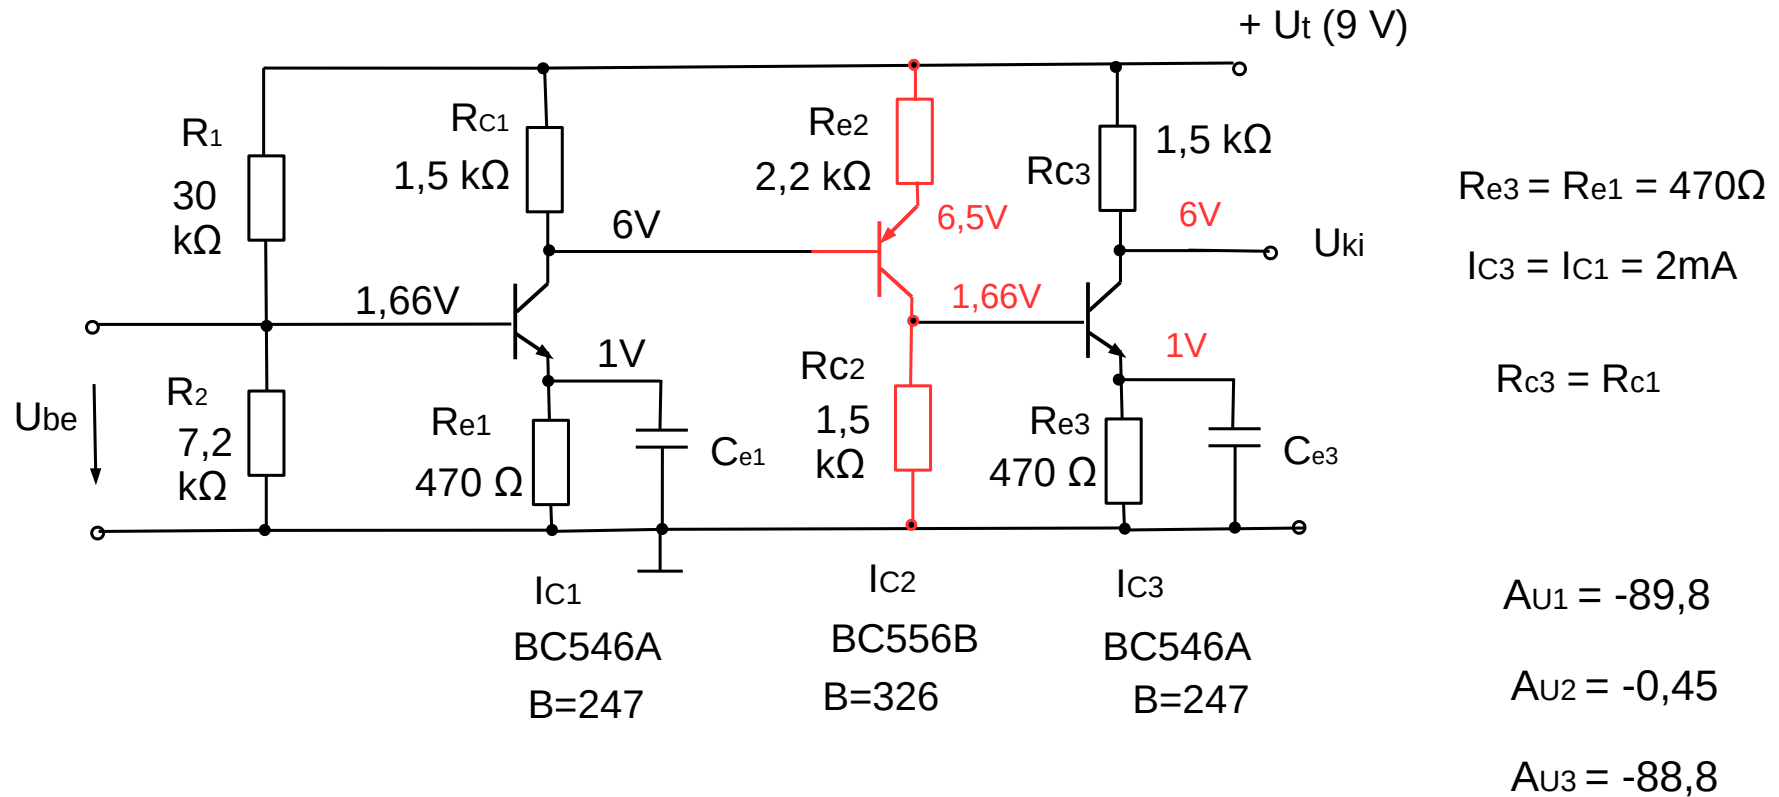 + Ut (9 V)
R1
30
kΩ
RC1
1,5 kΩ
Re2
2,2 kΩ
Rc3
1,5 kΩ
Re3 = Re1 = 470Ω
6V
6,5V
6V
Uki
IC3 = IC1 = 2mA
1,66V
1,66V
1V
1V
Rc3 = Rc1
Ube
R2
7,2
kΩ
Re1
470 Ω
Ce1
Rc2
1,5
kΩ
Re3
470 Ω
Ce3
IC1
BC546A
B=247
IC2
BC556B
B=326
IC3
BC546A
B=247
AU1 = -89,8
AU2 = -0,45
AU3 = -88,8